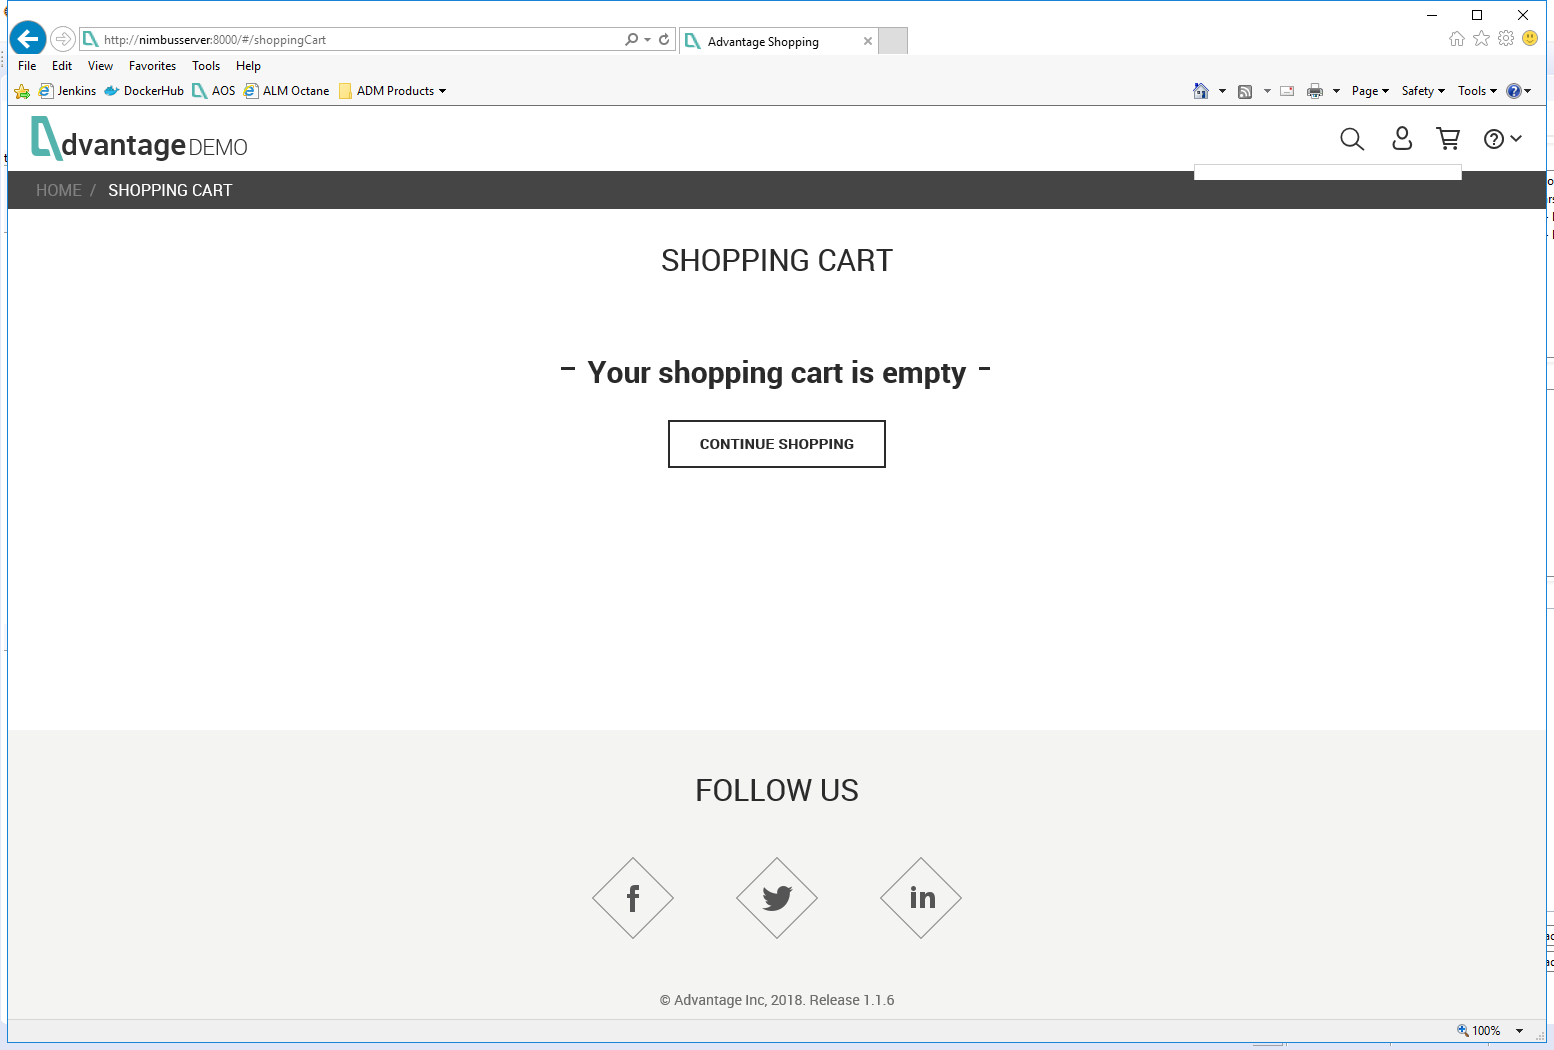 http://nimbusserver:8000/#/shoppingCart
Advantage Shopping
File Edit View Favorites Tools Help
Jenkins DockerHub AOS ALM Octane ADM Products
Page Safety Tools
dvantage DEMO
HOME / SHOPPING CART
SHOPPING CART
- Your shopping cart is empty -
CONTINUE SHOPPING
FOLLOW US
f
in
© Advantage Inc, 2018. Release 1.1.6
100%